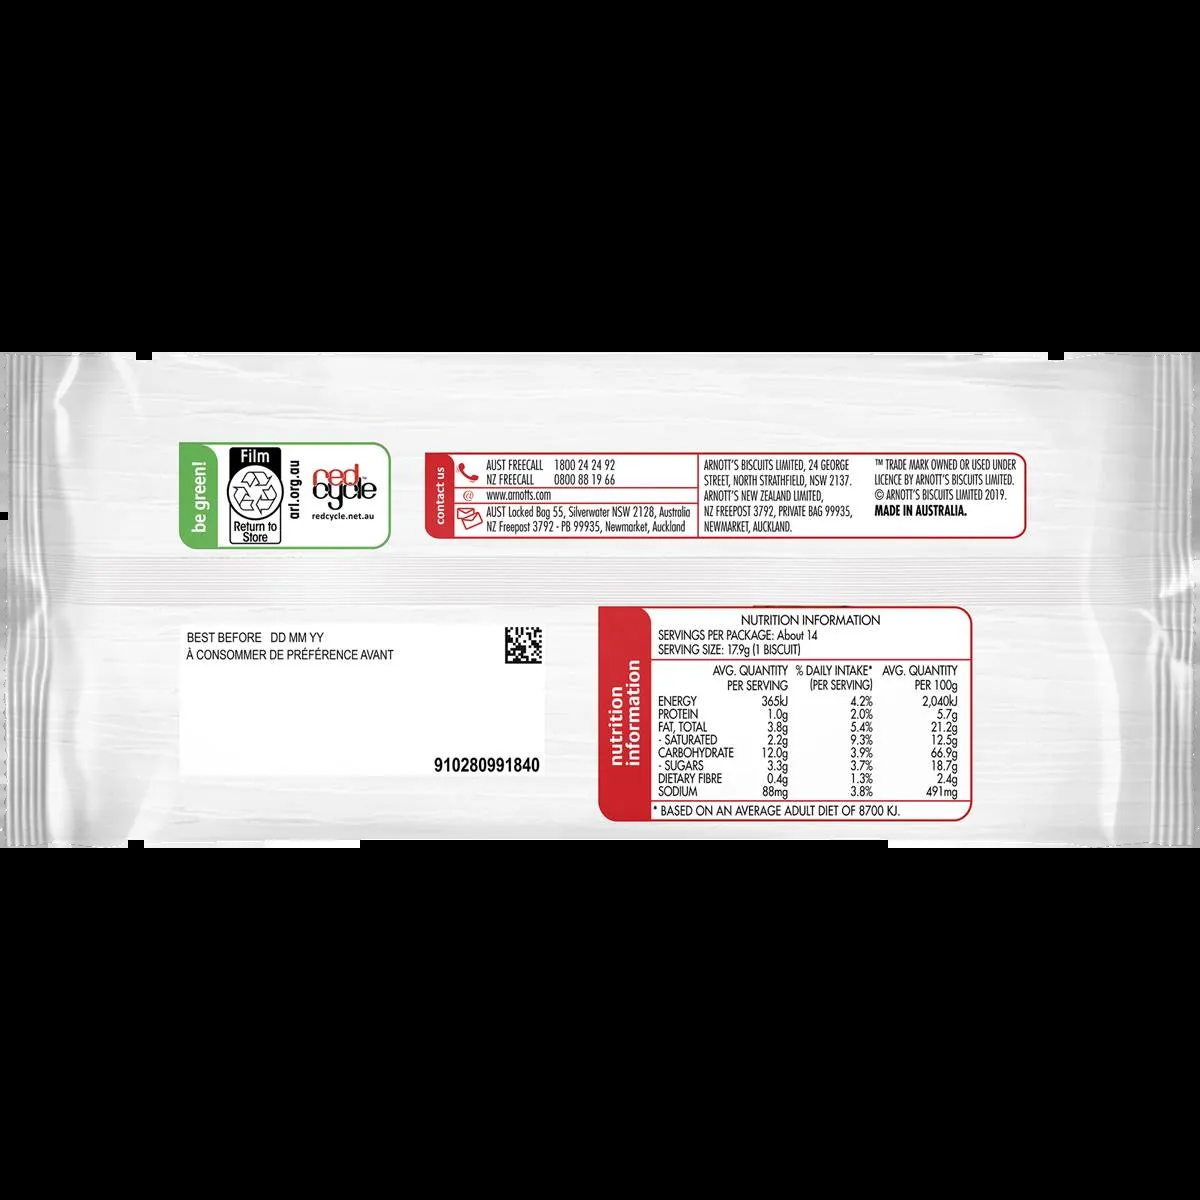 be green!
Film
Return to
Store
arl.org.au
red
cycle
redcycle.net.au
contact us
AUST FREECALL 1800 24 24 92
NZ FREECALL 0800 88 19 66
@ www.arnotts.com
AUST Locked Bag 55, Silverwater NSW 2128, Australia
NZ Freepost 3792 - PB 99935, Newmarket, Auckland
ARNOTT'S BISCUITS LIMITED, 24 GEORGE
STREET, NORTH STRATHFIELD, NSW 2137.
ARNOTT'S NEW ZEALAND LIMITED,
NZ FREEPOST 3792, PRIVATE BAG 99935,
NEWMARKET, AUCKLAND.
™ TRADE MARK OWNED OR USED UNDER
LICENCE BY ARNOTT'S BISCUITS LIMITED.
© ARNOTT'S BISCUITS LIMITED 2019.
MADE IN AUSTRALIA.
BEST BEFORE DD MM YY
À CONSOMMER DE PRÉFÉRENCE AVANT
910280991840
nutrition
information
NUTRITION INFORMATION
SERVINGS PER PACKAGE: About 14
SERVING SIZE: 17.9g (1 BISCUIT)
AVG. QUANTITY % DAILY INTAKE* AVG. QUANTITY
PER SERVING (PER SERVING) PER 100g
ENERGY 365kJ 4.2% 2,040kJ
PROTEIN 1.0g 2.0% 5.7g
FAT, TOTAL 3.8g 5.4% 21.2g
- SATURATED 2.2g 9.3% 12.5g
CARBOHYDRATE 12.0g 3.9% 66.9g
- SUGARS 3.3g 3.7% 18.7g
DIETARY FIBRE 0.4g 1.3% 2.4g
SODIUM 88mg 3.8% 491mg
* BASED ON AN AVERAGE ADULT DIET OF 8700 KJ.